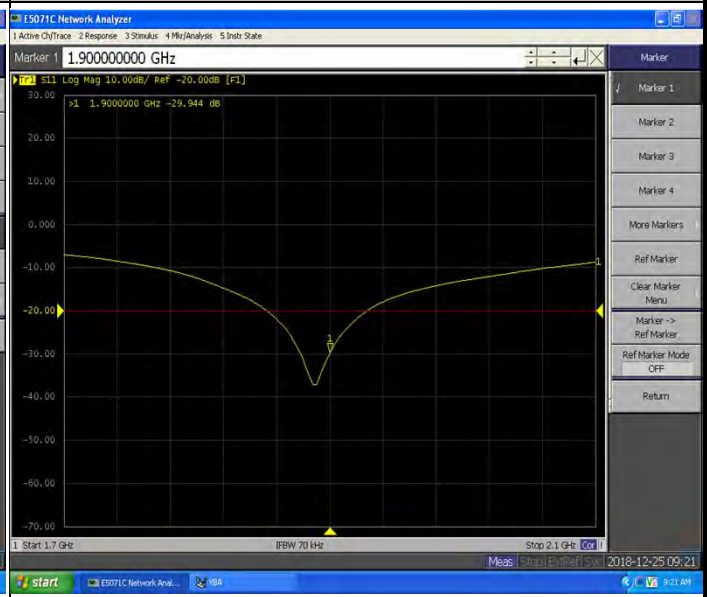 E5071C Network Analyzer
1 Active Ch/Trace 2 Response 3 Stimulus 4 Mkr/Analysis 5 Instr State
Marker 1 1.900000000 GHz
Marker
Tr1 S11 Log Mag 10.00dB/ Ref -20.00dB [F1]
>1 1.9000000 GHz -29.944 dB
30.00
20.00
10.00
0.000
-10.00
-20.00
-30.00
-40.00
-50.00
-60.00
-70.00
1
1
√ Marker 1
Marker 2
Marker 3
Marker 4
More Markers
Ref Marker
Clear Marker
Menu
Marker ->
Ref Marker
Ref Marker Mode
OFF
Return
1 Start 1.7 GHz IFBW 70 kHz Stop 2.1 GHz Cor !
Meas Stop ExtRef Svc 2018-12-25 09:21
start E5071C Network Anal... VBA 9:21 AM